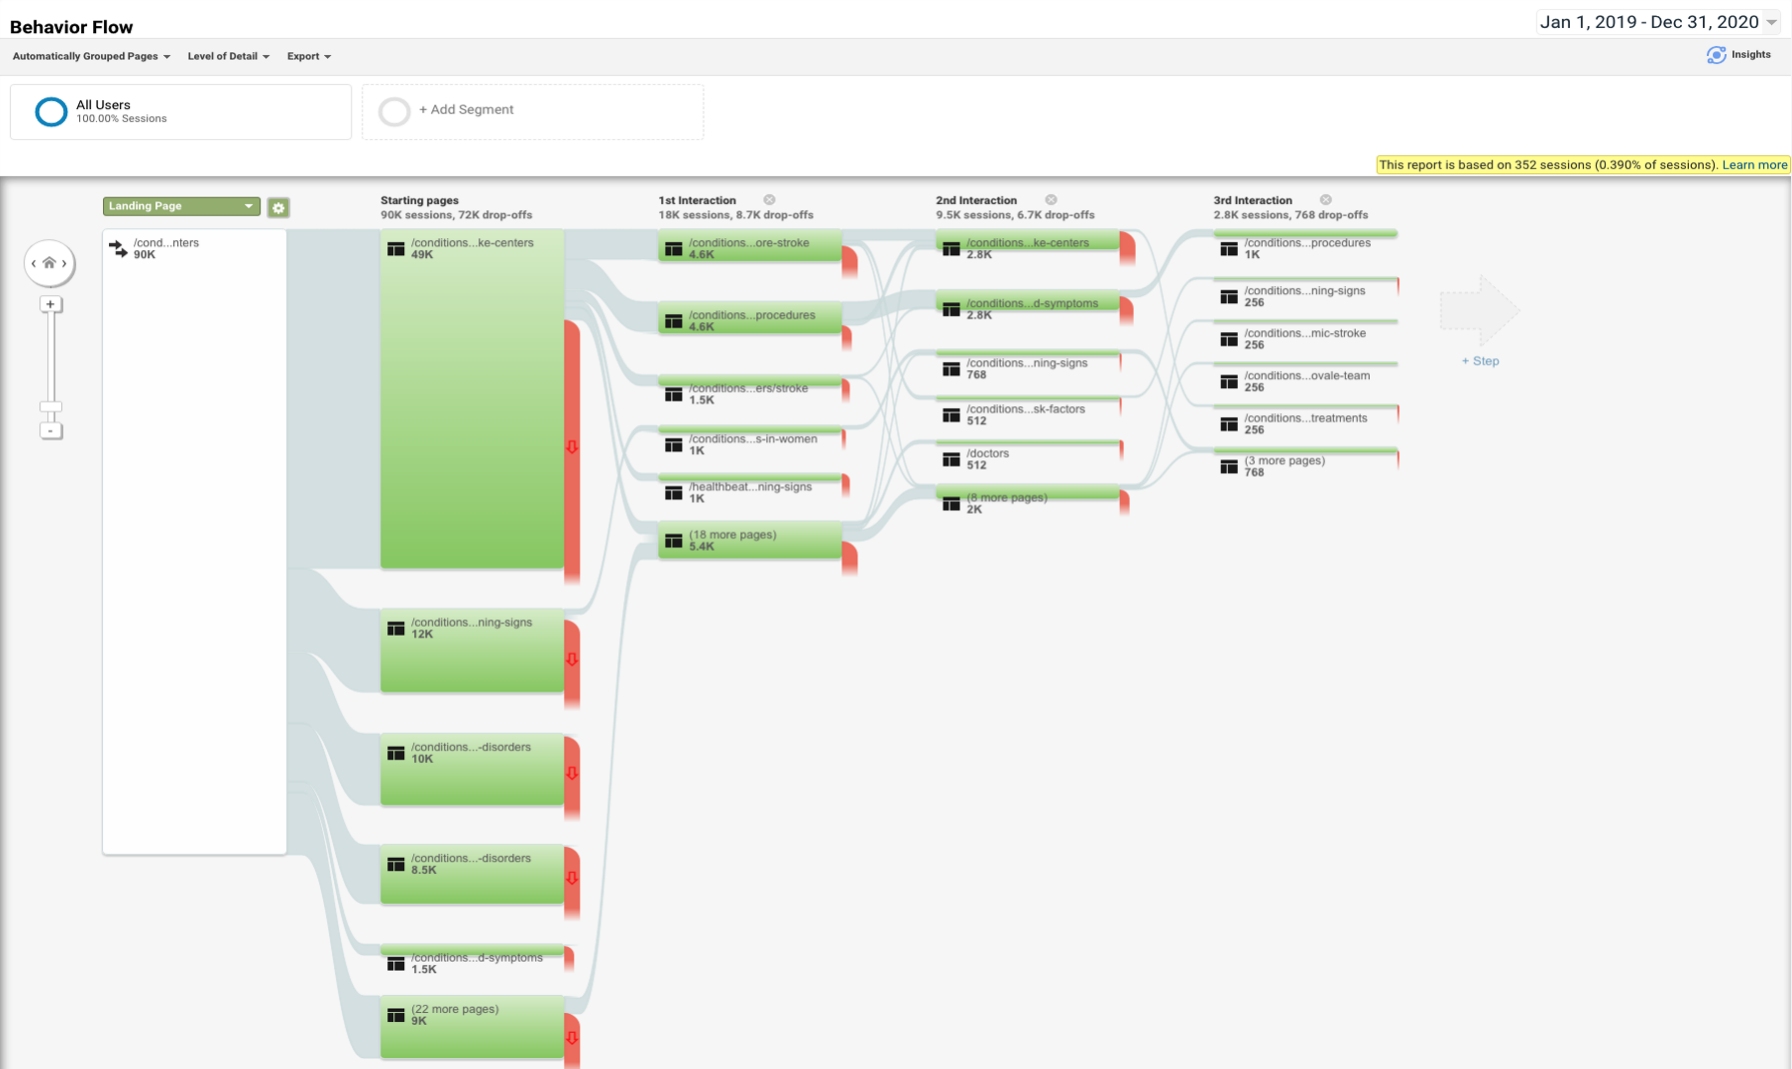 Behavior Flow
Jan 1, 2019 - Dec 31, 2020
Automatically Grouped Pages
Level of Detail
Export
Insights
All Users
100.00% Sessions
+ Add Segment
This report is based on 352 sessions (0.390% of sessions). Learn more
Landing Page
/cond...nters
90K
+
-
Starting pages
90K sessions, 72K drop-offs
/conditions...ke-centers
49K
/conditions...ning-signs
12K
/conditions...-disorders
10K
/conditions...-disorders
8.5K
/conditions...d-symptoms
1.5K
(22 more pages)
9K
1st Interaction
18K sessions, 8.7K drop-offs
/conditions...ore-stroke
4.6K
/conditions...procedures
4.6K
/conditions...ers/stroke
1.5K
/conditions...s-in-women
1K
/healthbeat...ning-signs
1K
(18 more pages)
5.4K
2nd Interaction
9.5K sessions, 6.7K drop-offs
/conditions...ke-centers
2.8K
/conditions...d-symptoms
2.8K
/conditions...ning-signs
768
/conditions...sk-factors
512
/doctors
512
(8 more pages)
2K
3rd Interaction
2.8K sessions, 768 drop-offs
/conditions...procedures
1K
/conditions...ning-signs
256
/conditions...mic-stroke
256
/conditions...ovale-team
256
/conditions...treatments
256
(3 more pages)
768
+ Step